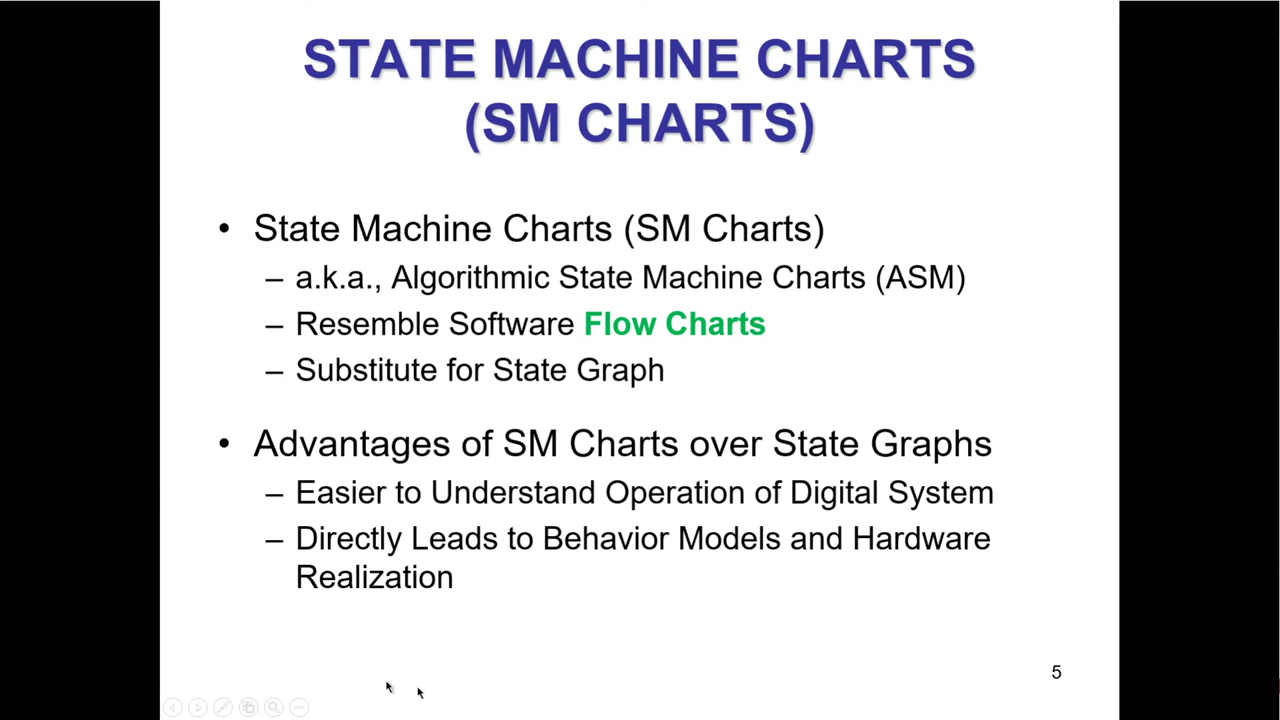 STATE MACHINE CHARTS
(SM CHARTS)
• State Machine Charts (SM Charts)
– a.k.a., Algorithmic State Machine Charts (ASM)
– Resemble Software Flow Charts
– Substitute for State Graph
• Advantages of SM Charts over State Graphs
– Easier to Understand Operation of Digital System
– Directly Leads to Behavior Models and Hardware
Realization
5